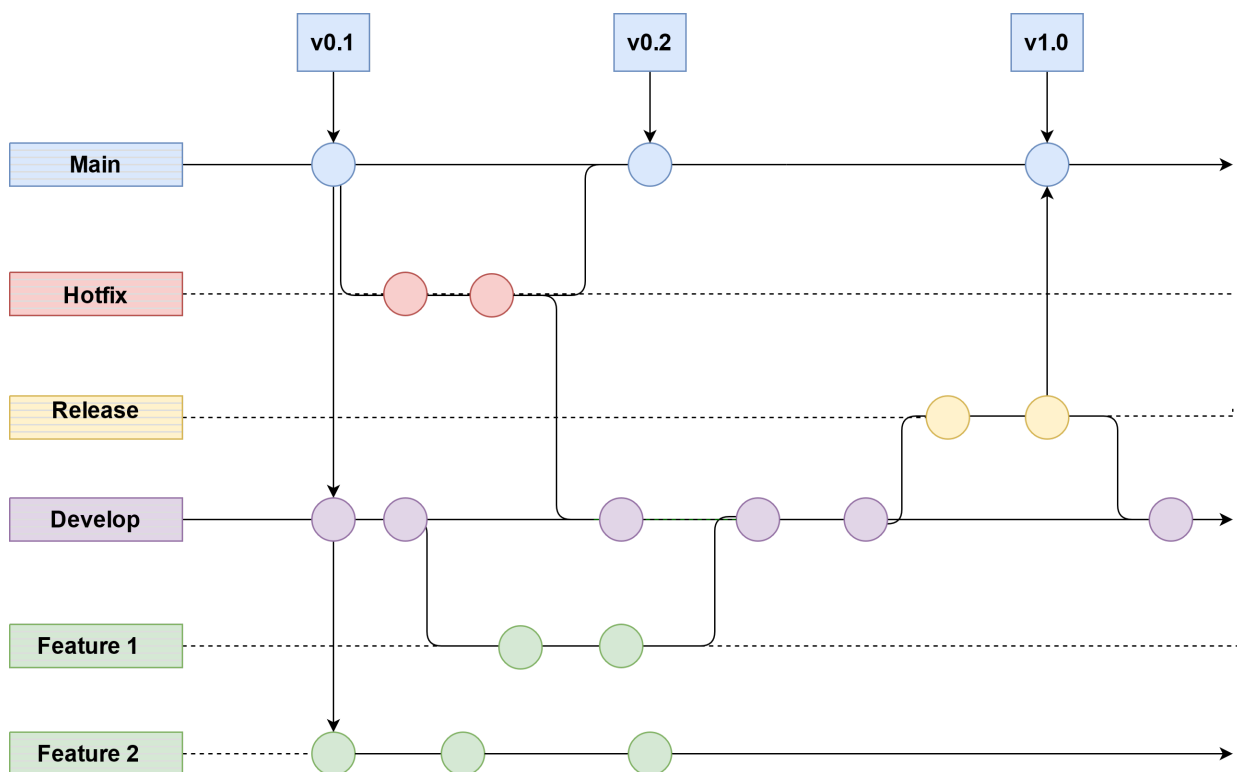 v0.1
v0.2
v1.0
Main
Hotfix
Release
Develop
Feature 1
Feature 2